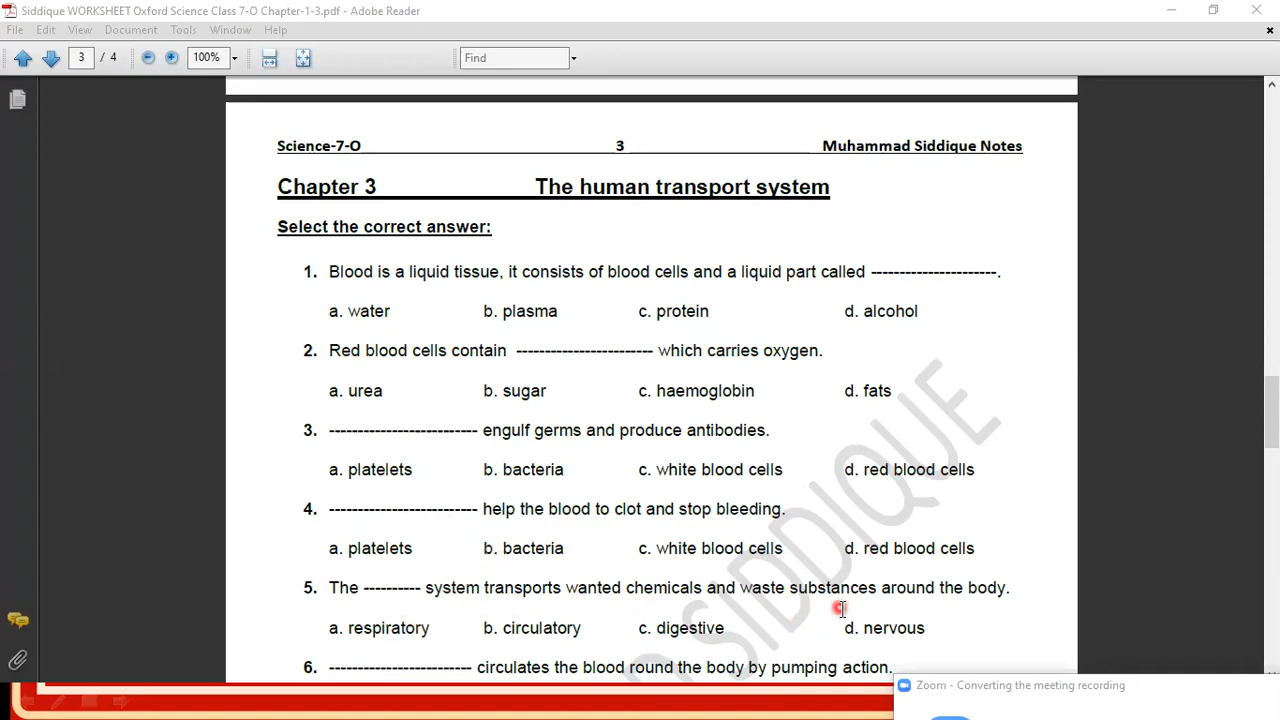 Siddique WORKSHEET Oxford Science Class 7-O Chapter-1-3.pdf - Adobe Reader
File Edit View Document Tools Window Help
3 / 4 100% Find
Science-7-O 3 Muhammad Siddique Notes
Chapter 3 The human transport system
Select the correct answer:
1. Blood is a liquid tissue, it consists of blood cells and a liquid part called ----------------------.
a. water b. plasma c. protein d. alcohol
2. Red blood cells contain ------------------------ which carries oxygen.
a. urea b. sugar c. haemoglobin d. fats
3. -------------------------- engulf germs and produce antibodies.
a. platelets b. bacteria c. white blood cells d. red blood cells
4. -------------------------- help the blood to clot and stop bleeding.
a. platelets b. bacteria c. white blood cells d. red blood cells
5. The ---------- system transports wanted chemicals and waste substances around the body.
a. respiratory b. circulatory c. digestive d. nervous
6. ------------------------- circulates the blood round the body by pumping action.
D SIDDIQUE
Zoom - Converting the meeting recording